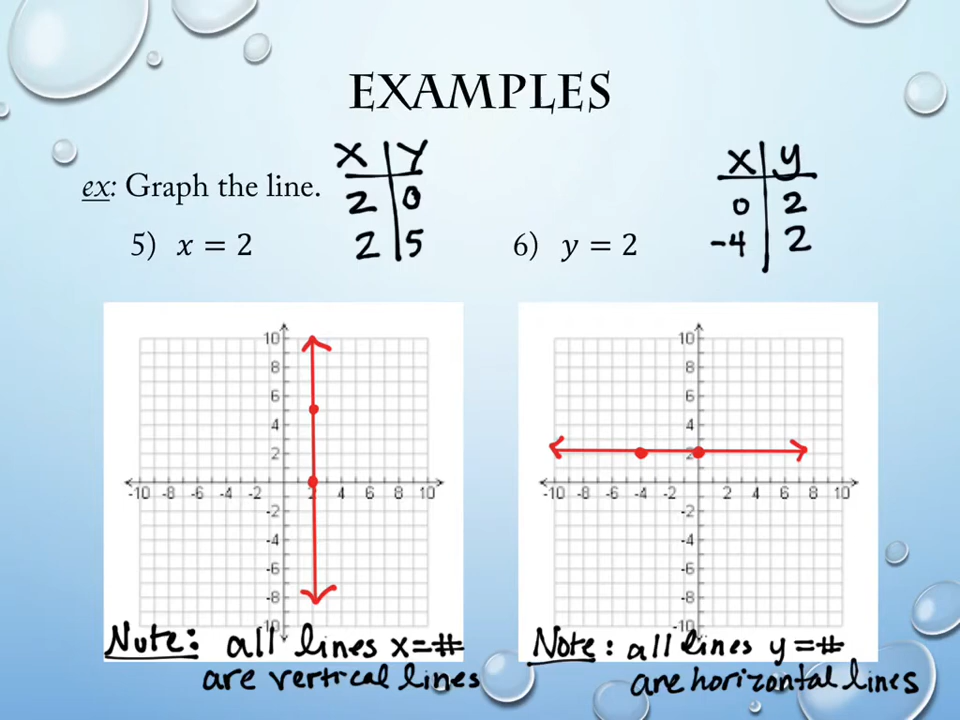 EXAMPLES
ex: Graph the line.
5) x = 2
X Y
2 0
2 5
6) y = 2
X y
0 2
-4 2
10
8
6
4
2
-10 -8 -6 -4 -2 2 4 6 8 10
-2
-4
-6
-8
-10
Note: all lines x=#
are vertical lines
10
8
6
4
2
-10 -8 -6 -4 -2 2 4 6 8 10
-2
-4
-6
-8
-10
Note: all lines y=#
are horizontal lines